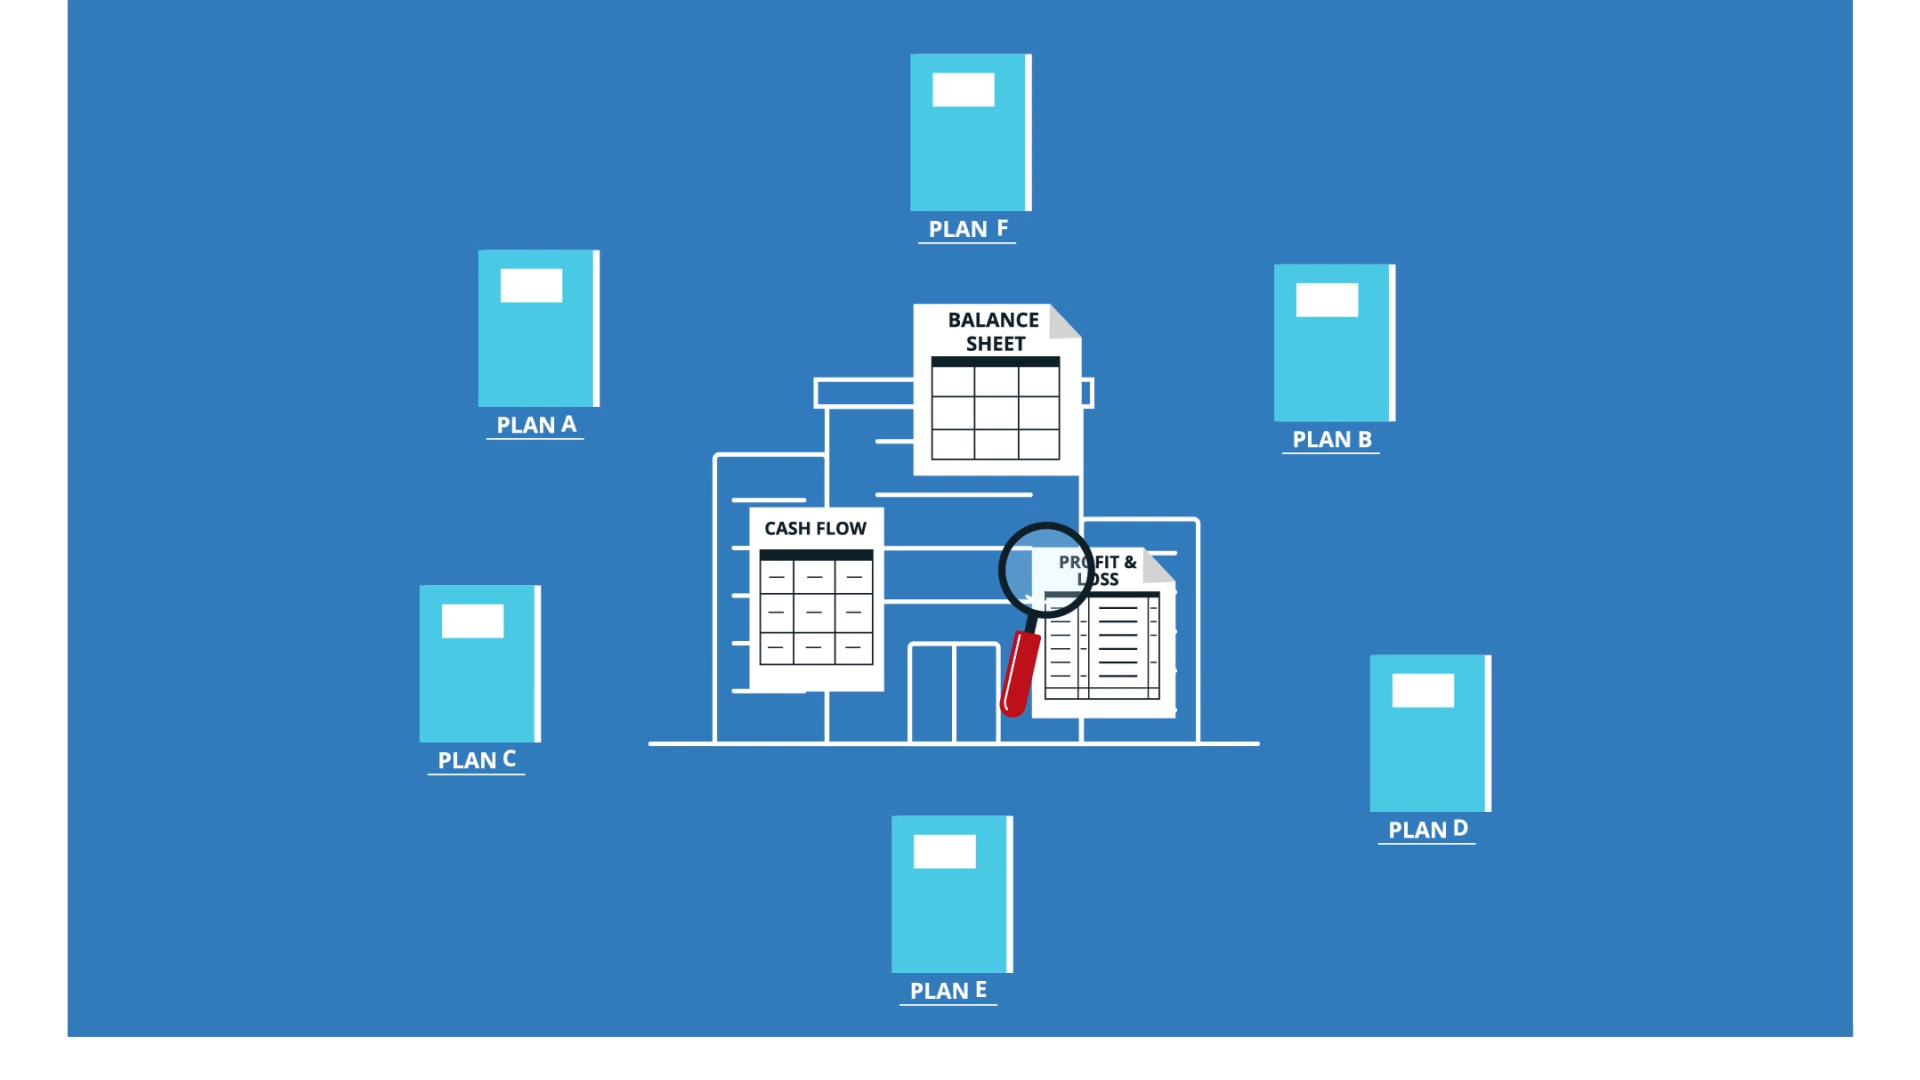 PLAN F
PLAN A
PLAN B
BALANCE
SHEET
CASH FLOW
PROFIT &
LOSS
PLAN C
PLAN D
PLAN E